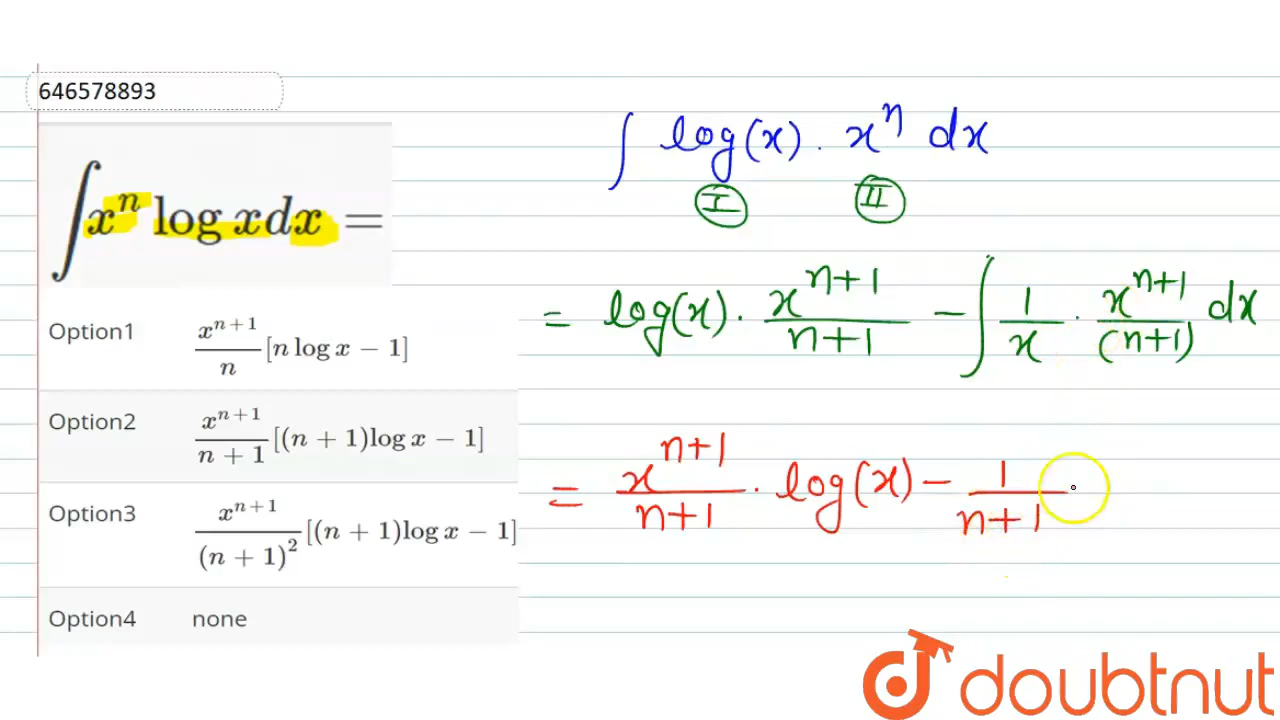 646578893
∫ xⁿ log x dx =
Option1 x^(n+1)/n [n log x − 1]
Option2 x^(n+1)/(n + 1) [(n + 1)log x − 1]
Option3 x^(n+1)/(n + 1)² [(n + 1)log x − 1]
Option4 none
∫ log(x) . xⁿ dx
I II
= log(x) . x^(n+1)/(n+1) − ∫ 1/x . x^(n+1)/(n+1) dx
= x^(n+1)/(n+1) . log(x) − 1/(n+1)
doubtnut